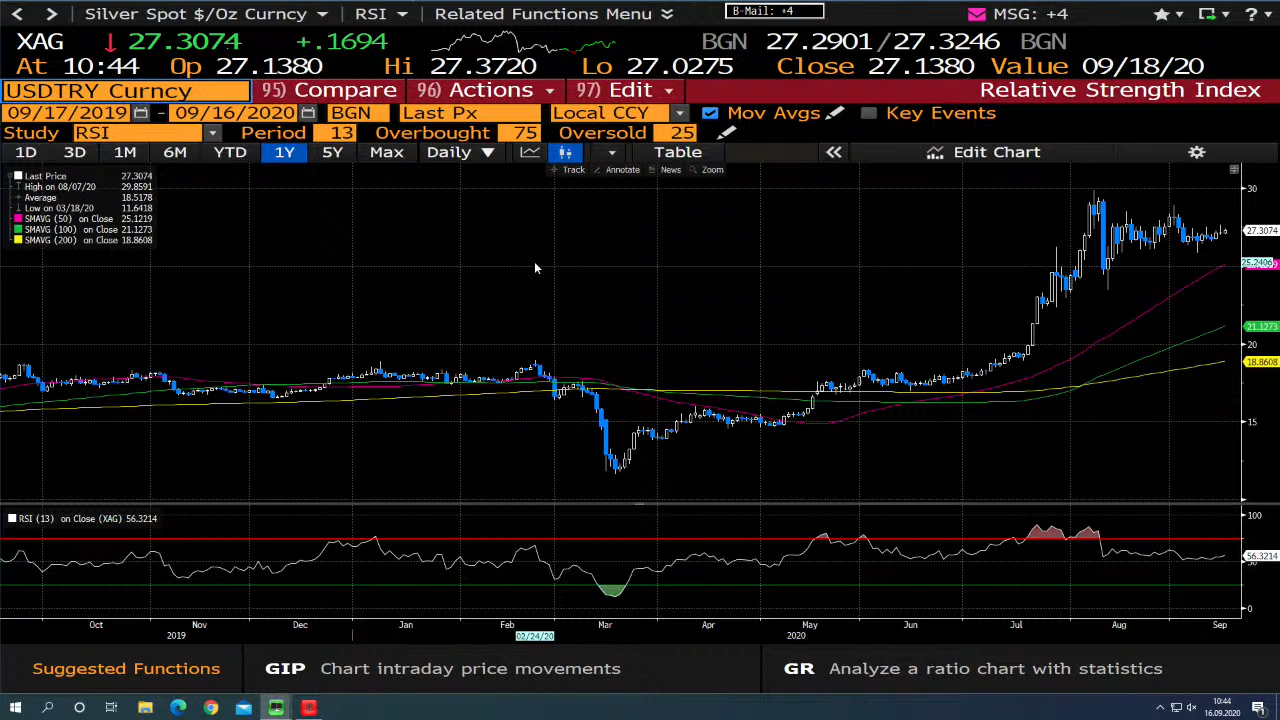 Silver Spot $/Oz Curncy RSI Related Functions Menu B-Mail: +4 MSG: +4 ?
XAG 27.3074 +.1694 BGN 27.2901/27.3246 BGN
At 10:44 Op 27.1380 Hi 27.3720 Lo 27.0275 Close 27.1380 Value 09/18/20
USDTRY Curncy 95) Compare 96) Actions 97) Edit Relative Strength Index
09/17/2019 - 09/16/2020 BGN Last Px Local CCY Mov Avgs Key Events
Study RSI Period 13 Overbought 75 Oversold 25
1D 3D 1M 6M YTD 1Y 5Y Max Daily Table Edit Chart
Track Annotate News Zoom
Last Price 27.3074
High on 08/07/20 29.8591
Average 18.5178
Low on 03/18/20 11.6418
SMAVG (50) on Close 25.1219
SMAVG (100) on Close 21.1273
SMAVG (200) on Close 18.8608
30
27.3074
25.2406
21.1273
20
18.8608
15
RSI (13) on Close (XAG) 56.3214
100
56.3214
50
0
Oct Nov Dec Jan Feb Mar Apr May Jun Jul Aug Sep
2019 02/24/20 2020
Suggested Functions GIP Chart intraday price movements GR Analyze a ratio chart with statistics
10:44
16.09.2020